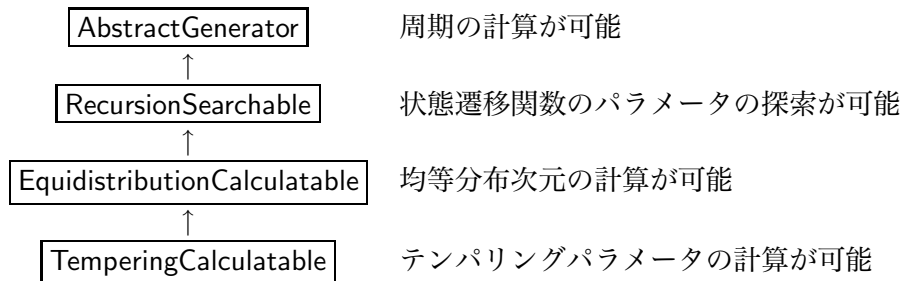 AbstractGenerator 周期の計算が可能
↑
RecursionSearchable 状態遷移関数のパラメータの探索が可能
↑
EquidistributionCalculatable 均等分布次元の計算が可能
↑
TemperingCalculatable テンパリングパラメータの計算が可能